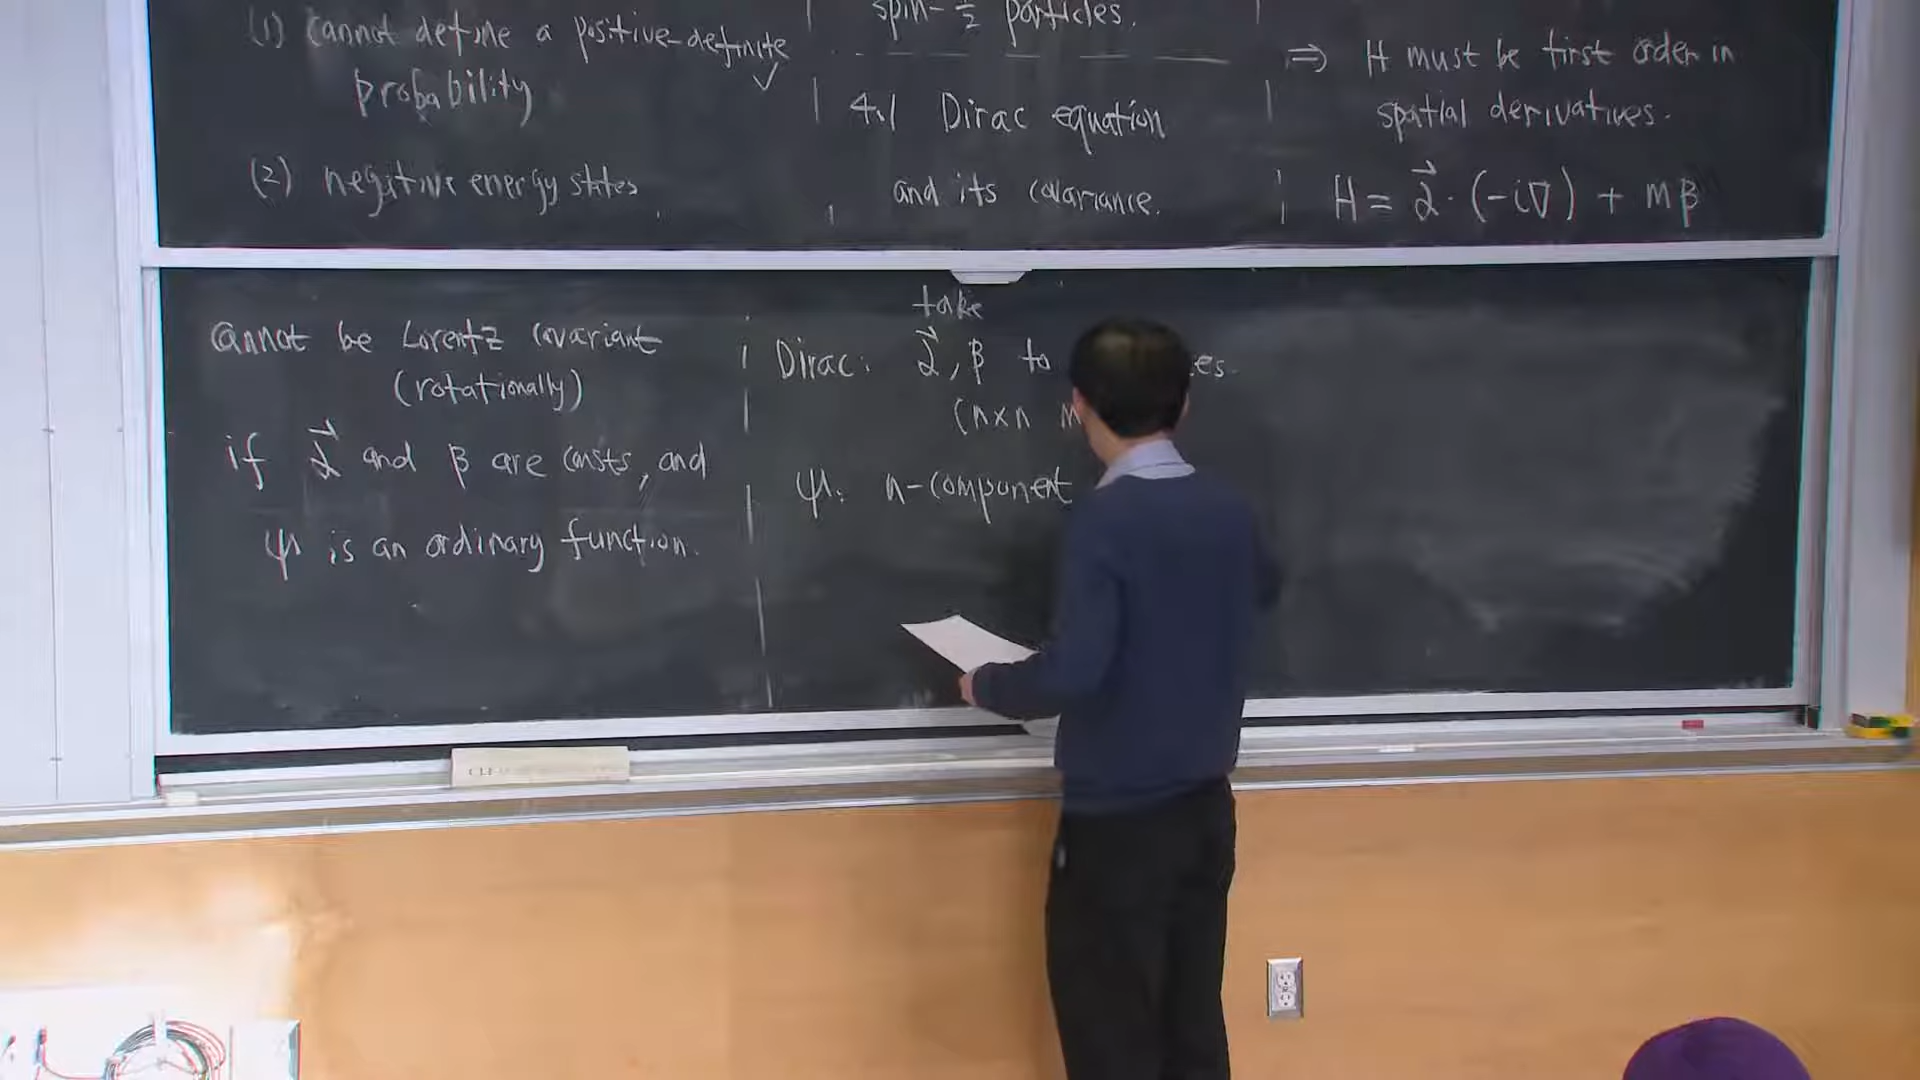 (1) cannot define a positive-definite
probability ✓
(2) negative energy states
spin-½ particles.
4.1 Dirac equation
and its covariance.
⇒ H must be first order in
spatial derivatives.
H = α⃗·(-i∇) + mβ
Cannot be Lorentz covariant
(rotationally)
if α⃗ and β are consts, and
ψ is an ordinary function.
take
Dirac: α⃗, β to
(n×n m
ψ: n-component